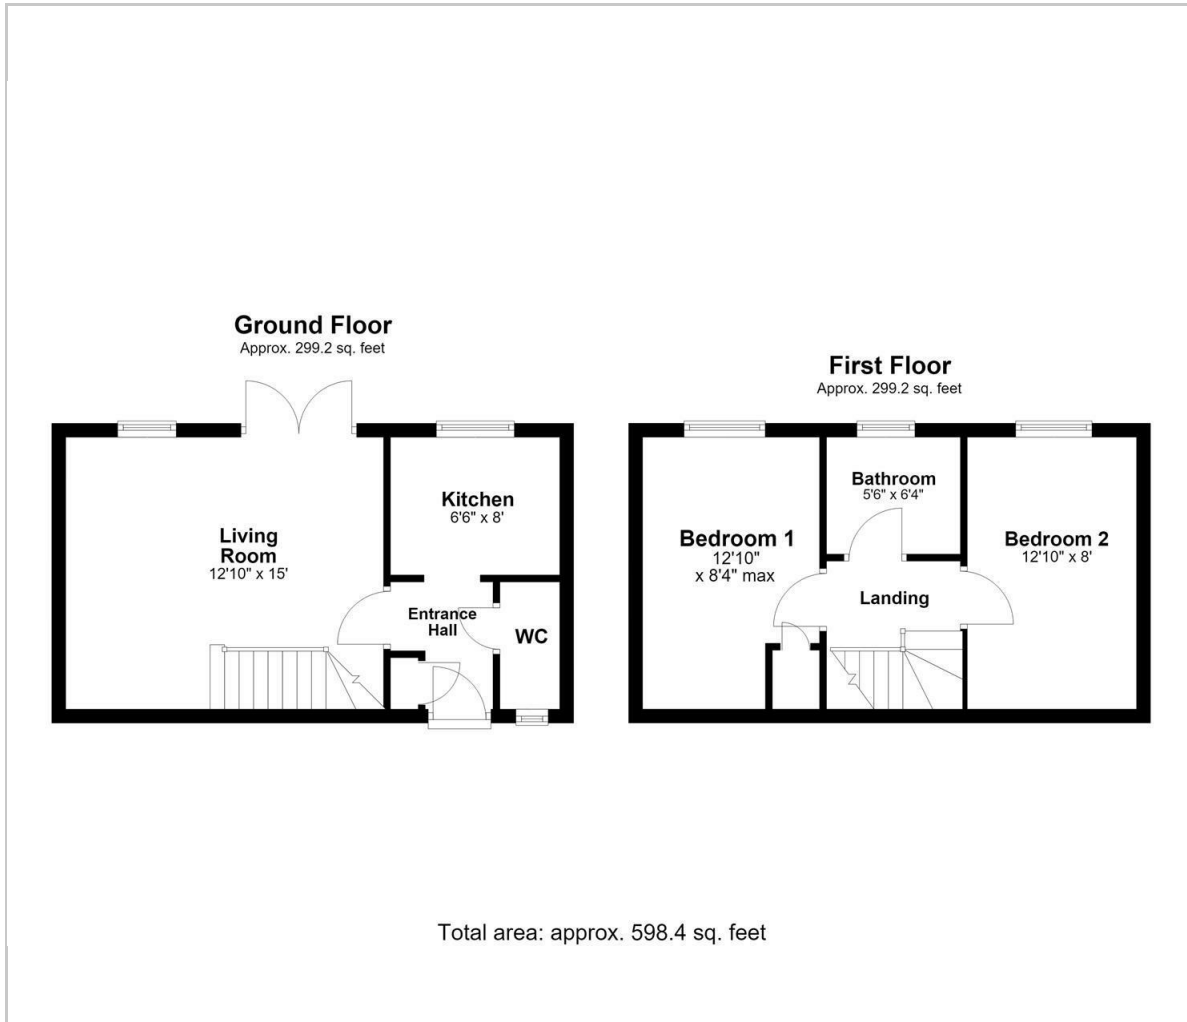 Ground Floor
Approx. 299.2 sq. feet
Living
Room
12'10" x 15'
Kitchen
6'6" x 8'
Entrance
Hall
WC
First Floor
Approx. 299.2 sq. feet
Bedroom 1
12'10"
x 8'4" max
Bathroom
5'6" x 6'4"
Landing
Bedroom 2
12'10" x 8'
Total area: approx. 598.4 sq. feet